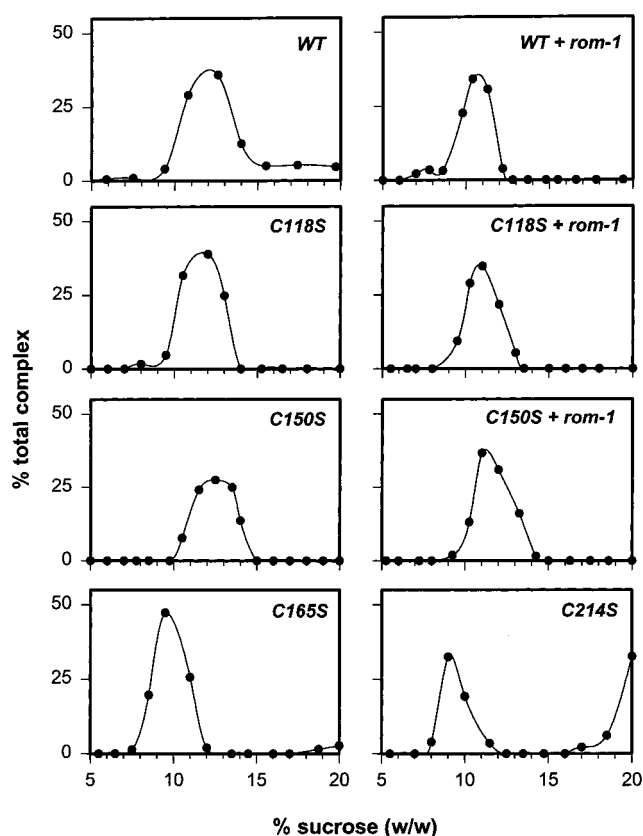 50
25
0
WT
WT + rom-1
50
25
0
C118S
C118S + rom-1
50
25
0
C150S
C150S + rom-1
50
25
0
C165S
C214S
5 10 15 20
5 10 15 20
% total complex
% sucrose (w/w)